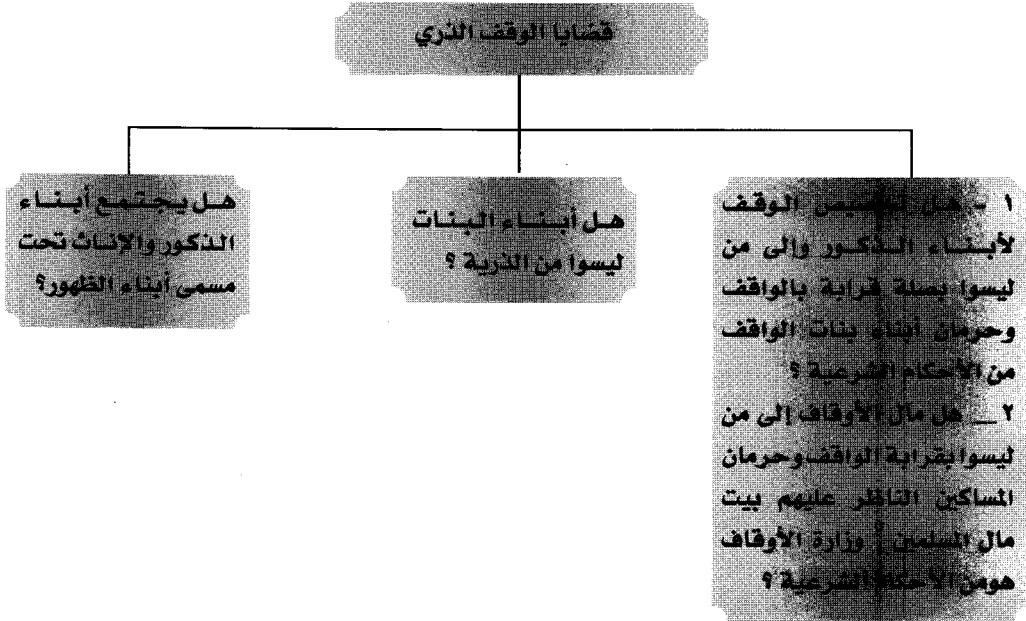 قضايا الوقف الذري
١ - هل تخصيص الوقف
لأبناء الذكور وإلى من
ليسوا بصلة قرابة بالواقف
وحرمان أبناء بنات الواقف
من الأحكام الشرعية ؟
٢ __ هل مآل الأوقاف إلى من
ليسوا بقرابة الواقف وحرمان
المساكين الناظر عليهم بيت
مال المسلمين وزارة الأوقاف
هومن الأحكام الشرعية ؟
هل أبناء البنات
ليسوا من الذرية ؟
هل يجتمع أبناء
الذكور والإناث تحت
مسمى أبناء الظهور؟